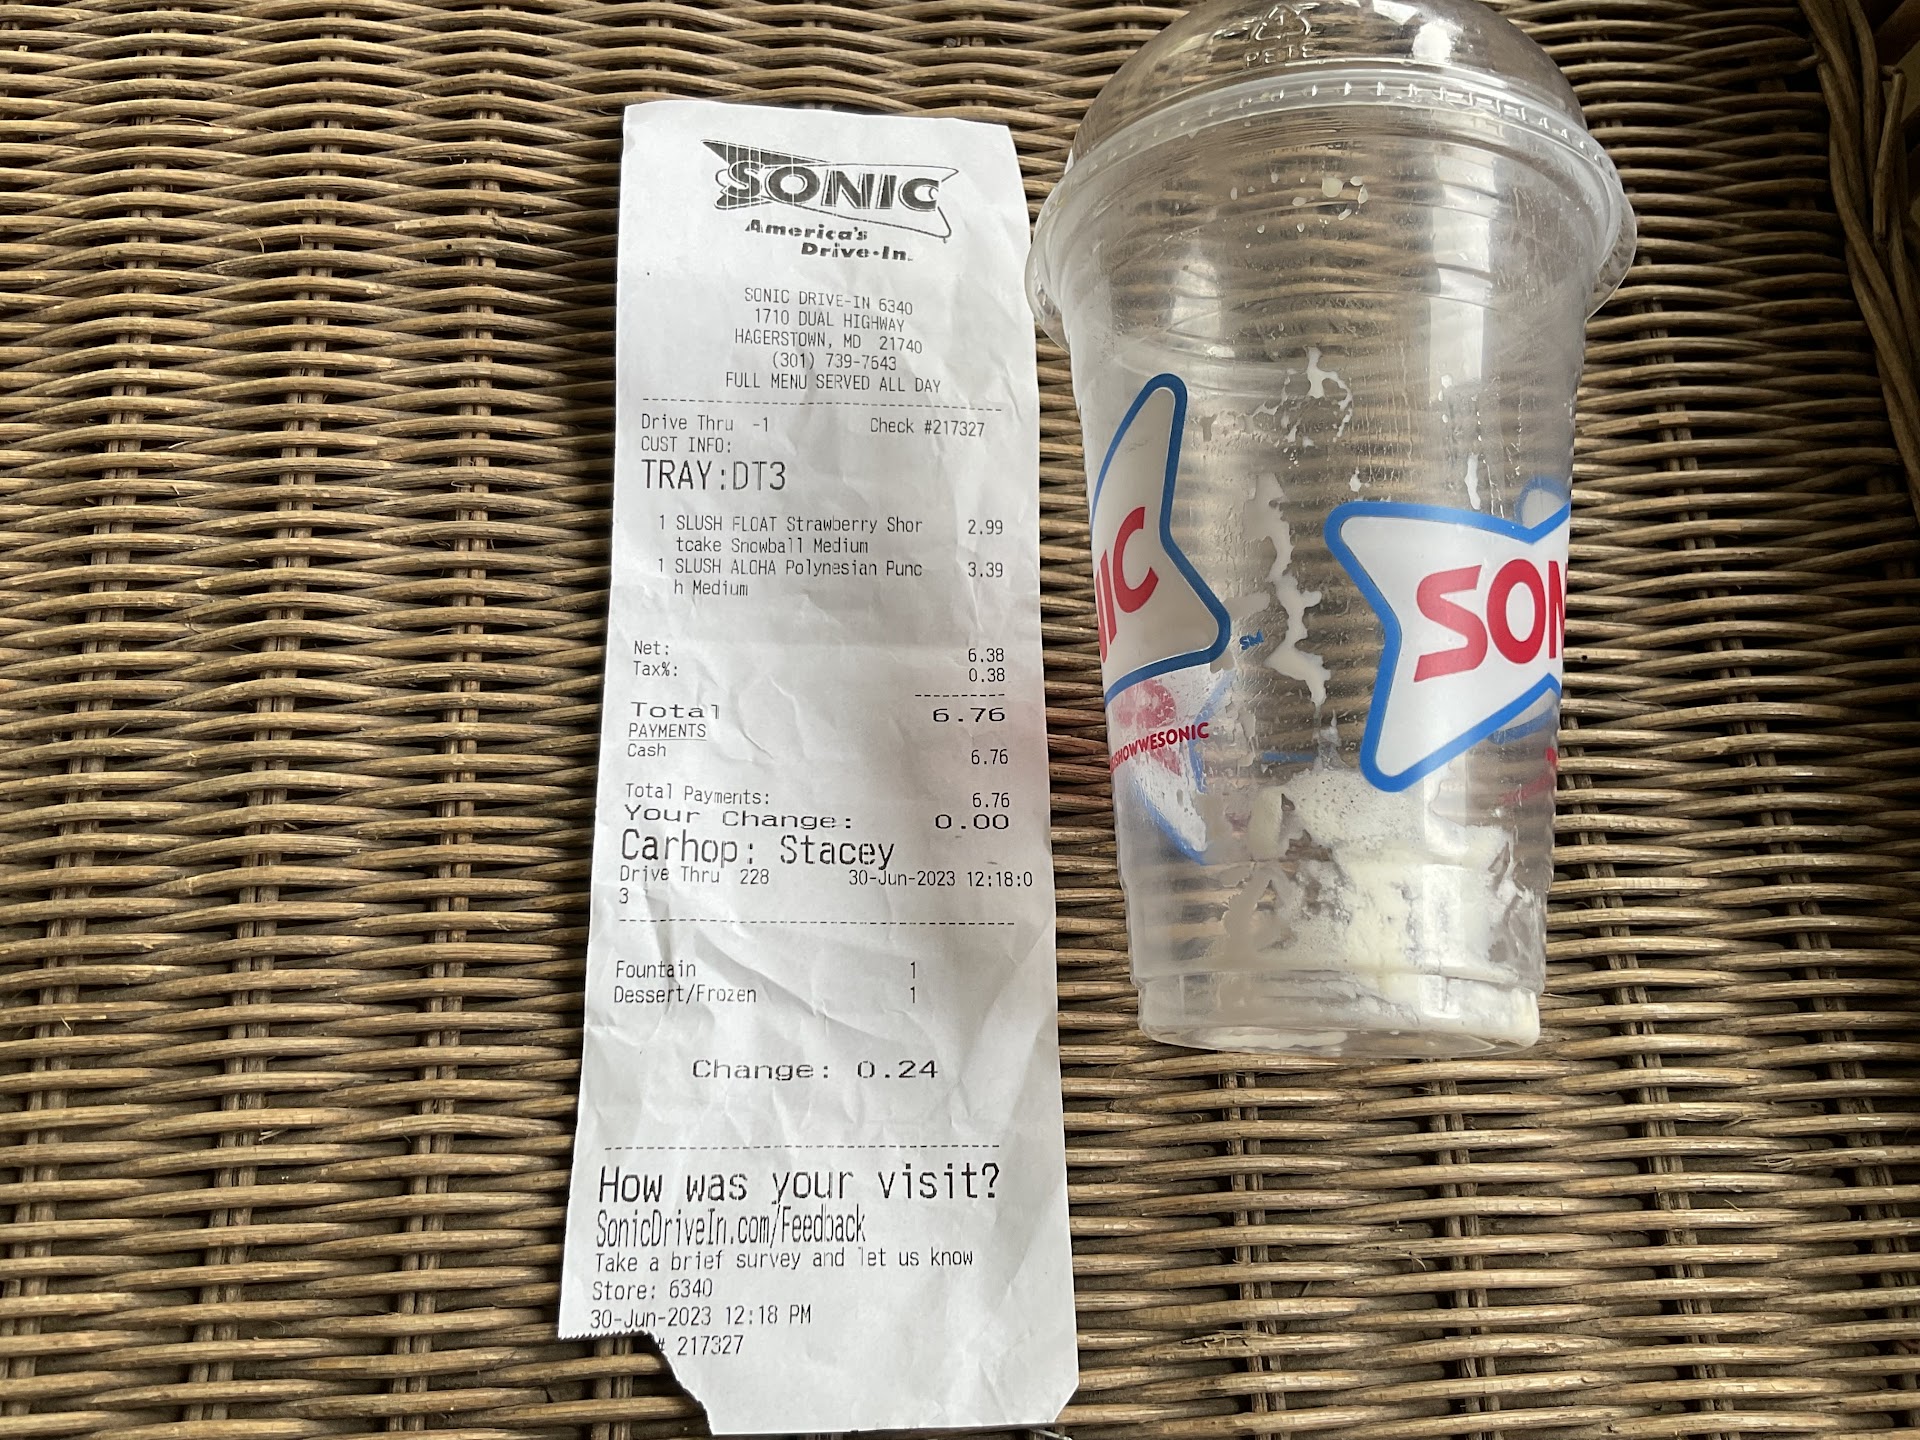 SONIC
America's
Drive-In.
SONIC DRIVE-IN 6340
1710 DUAL HIGHWAY
HAGERSTOWN, MD 21740
(301) 739-7643
FULL MENU SERVED ALL DAY
Drive Thru -1 Check #217327
CUST INFO:
TRAY:DT3
1 SLUSH FLOAT Strawberry Shor 2.99
tcake Snowball Medium
1 SLUSH ALOHA Polynesian Punc 3.39
h Medium
Net: 6.38
Tax%: 0.38
Total 6.76
PAYMENTS
Cash 6.76
Total Payments: 6.76
Your Change: 0.00
Carhop: Stacey
Drive Thru 228 30-Jun-2023 12:18:0
3
Fountain 1
Dessert/Frozen 1
Change: 0.24
How was your visit?
SonicDriveIn.com/Feedback
Take a brief survey and let us know
Store: 6340
30-Jun-2023 12:18 PM
# 217327
PETE
NIC
SM
SHOWWESONIC
SON